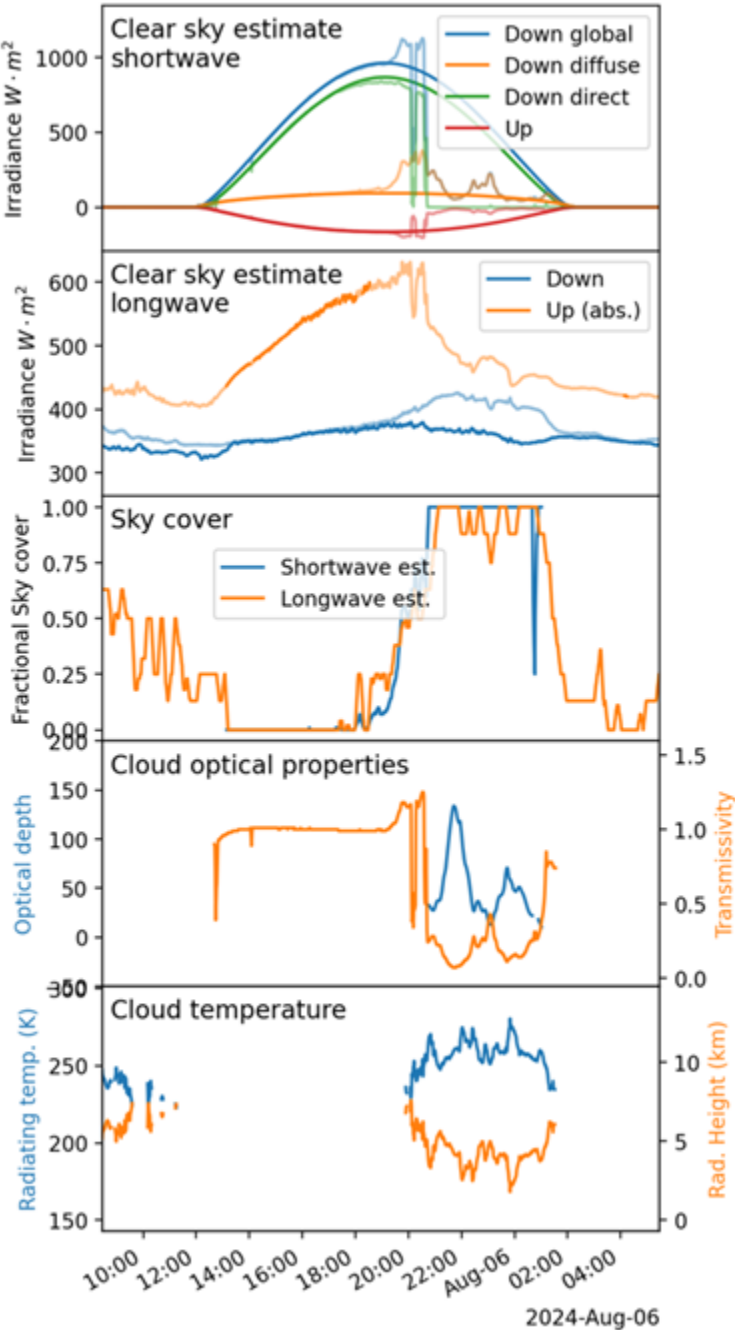 Clear sky estimate
shortwave
Down global
Down diffuse
Down direct
Up
Irradiance W · m²
1000
500
0
Clear sky estimate
longwave
Down
Up (abs.)
Irradiance W · m²
600
500
400
300
Sky cover
Shortwave est.
Longwave est.
Fractional Sky cover
1.00
0.75
0.50
0.25
0.00
Cloud optical properties
Optical depth
200
150
100
50
0
−50
Transmissivity
1.5
1.0
0.5
0.0
Cloud temperature
Radiating temp. (K)
300
250
200
150
Rad. Height (km)
10
5
0
10:00
12:00
14:00
16:00
18:00
20:00
22:00
Aug-06
02:00
04:00
2024-Aug-06